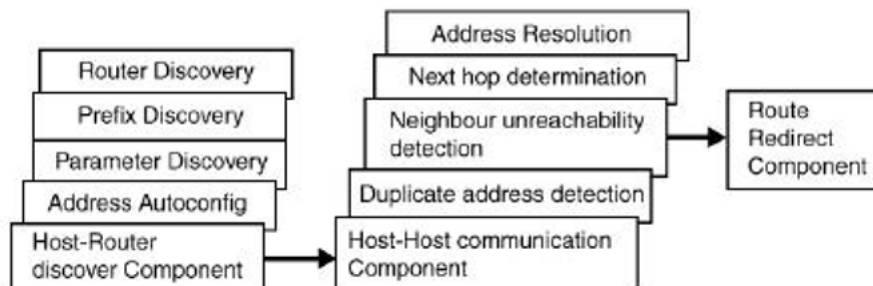 Router Discovery
Prefix Discovery
Parameter Discovery
Address Autoconfig
Host-Router
discover Component
Address Resolution
Next hop determination
Neighbour unreachability
detection
Duplicate address detection
Host-Host communication
Component
Route
Redirect
Component